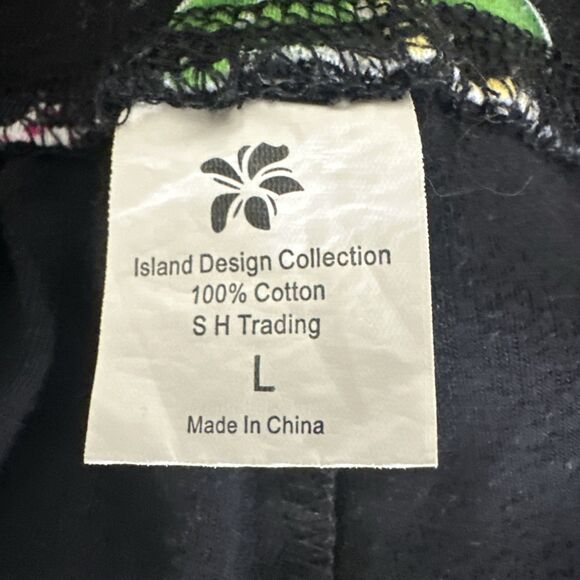 Island Design Collection
100% Cotton
S H Trading
L
Made In China